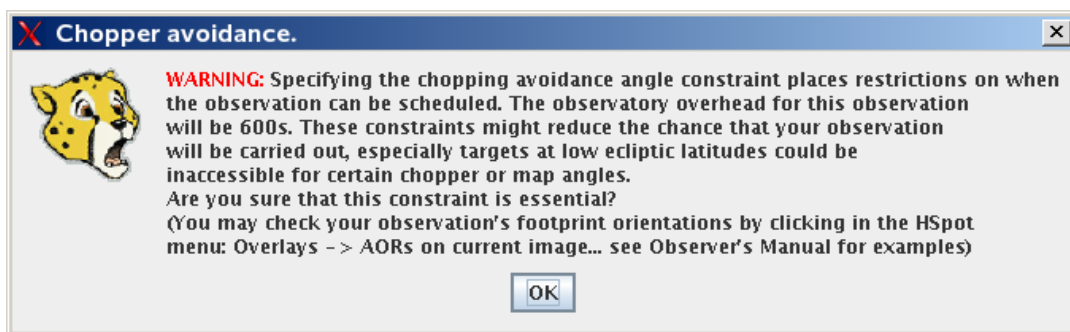 Chopper avoidance.
WARNING: Specifying the chopping avoidance angle constraint places restrictions on when
the observation can be scheduled. The observatory overhead for this observation
will be 600s. These constraints might reduce the chance that your observation
will be carried out, especially targets at low ecliptic latitudes could be
inaccessible for certain chopper or map angles.
Are you sure that this constraint is essential?
(You may check your observation's footprint orientations by clicking in the HSpot
menu: Overlays -> AORs on current image... see Observer's Manual for examples)
OK